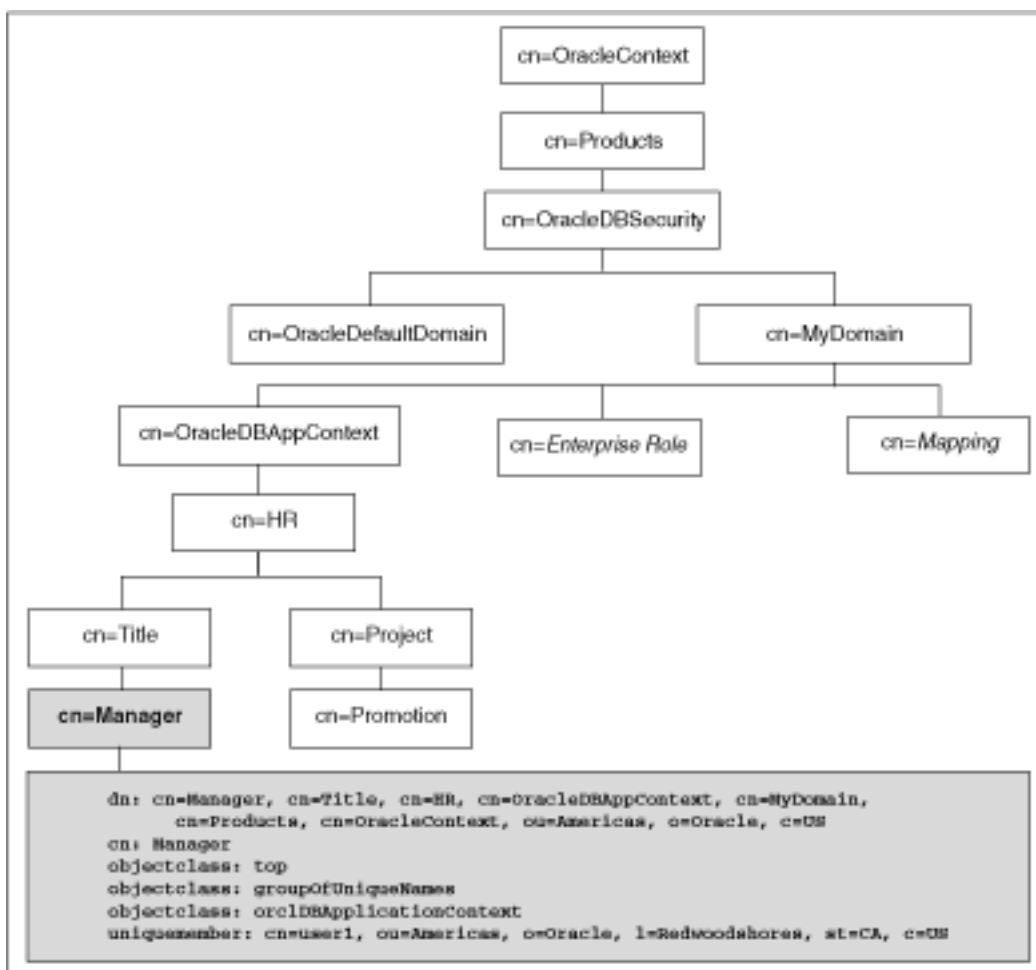 cn=OracleContext
cn=Products
cn=OracleDBSecurity
cn=OracleDefaultDomain
cn=MyDomain
cn=OracleDBAppContext
cn=Enterprise Role
cn=Mapping
cn=HR
cn=Title
cn=Project
cn=Manager
cn=Promotion
dn: cn=Manager, cn=Title, cn=HR, cn=OracleDBAppContext, cn=MyDomain,
cn=Products, cn=OracleContext, ou=Americas, o=Oracle, c=US
cn: Manager
objectclass: top
objectclass: groupOfUniqueNames
objectclass: orclDBApplicationContext
uniquemember: cn=user1, ou=Americas, o=Oracle, l=Redwoodshores, st=CA, c=US